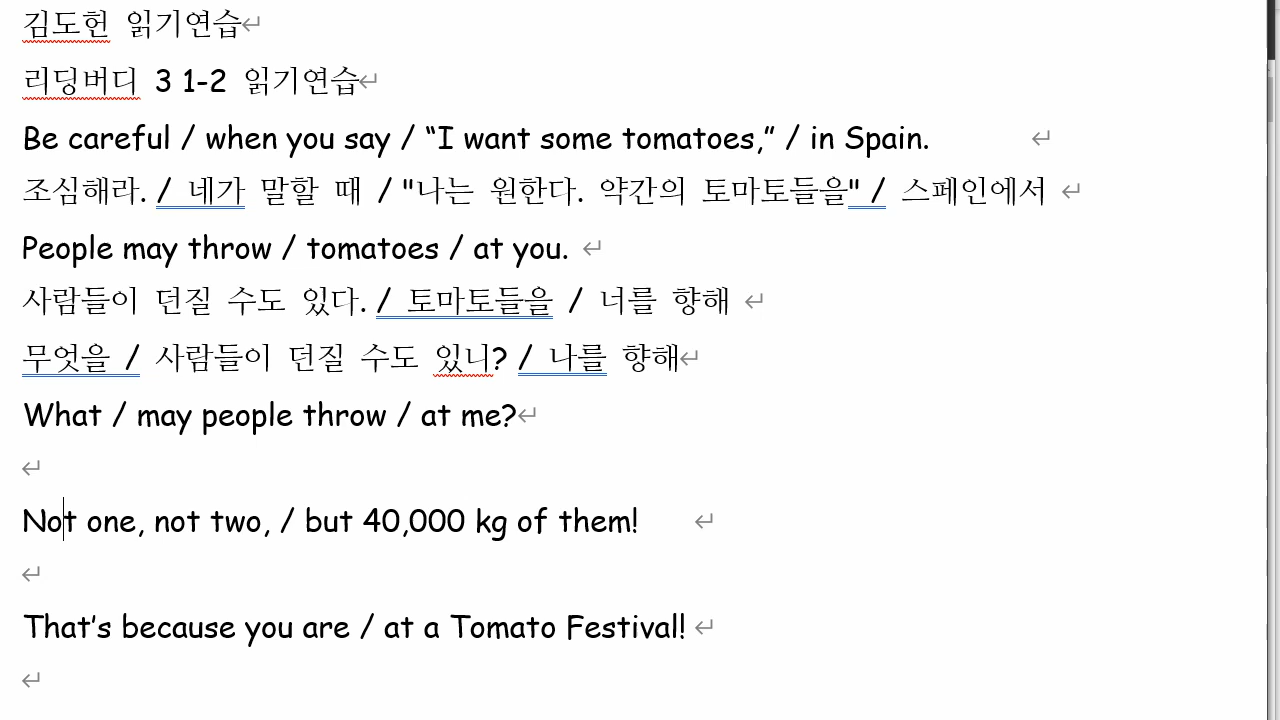 김도헌 읽기연습
리딩버디 3 1-2 읽기연습
Be careful / when you say / “I want some tomatoes,” / in Spain.
조심해라. / 네가 말할 때 / "나는 원한다. 약간의 토마토들을" / 스페인에서
People may throw / tomatoes / at you.
사람들이 던질 수도 있다. / 토마토들을 / 너를 향해
무엇을 / 사람들이 던질 수도 있니? / 나를 향해
What / may people throw / at me?
Not one, not two, / but 40,000 kg of them!
That’s because you are / at a Tomato Festival!